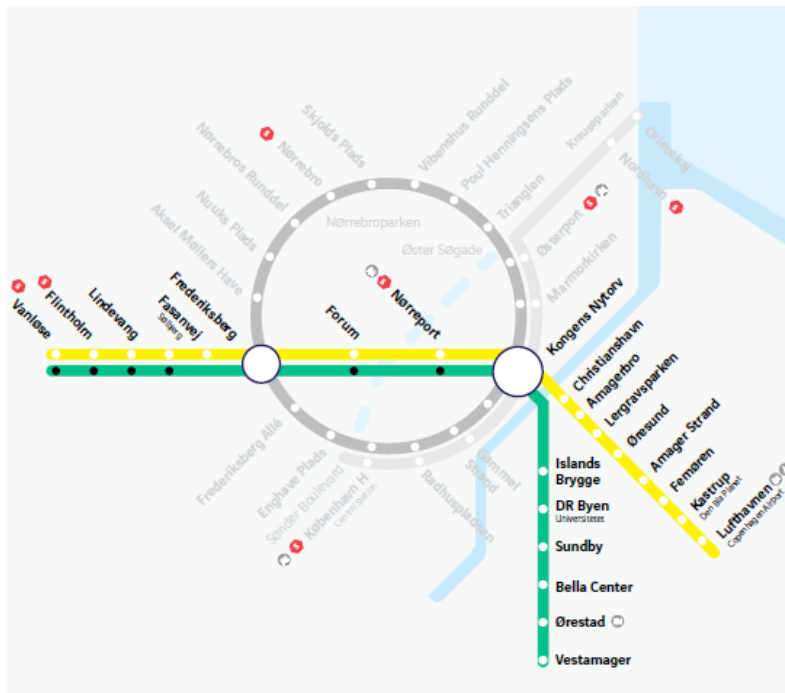 Skjolds Plads
Vibenshus Runddel
Poul Henningsens Plads
Krauseparken
Orientkaj
Nordhavn
Nørrebro
Nørrebros Runddel
Nuuks Plads
Aksel Møllers Have
Nørrebroparken
Øster Søgade
Trianglen
Østerport
Marmorkirken
Vanløse
Flintholm
Lindevang
Fasanvej
Solbjerg
Frederiksberg
Forum
Nørreport
Kongens Nytorv
Christianshavn
Amagerbro
Lergravsparken
Øresund
Amager Strand
Femøren
Kastrup
Den Blå Planet
Lufthavnen
Copenhagen Airport
Frederiksberg Allé
Enghave Plads
Sønder Boulevard
København H
Central Station
Rådhuspladsen
Gammel
Strand
Islands
Brygge
DR Byen
Universitetet
Sundby
Bella Center
Ørestad
Vestamager